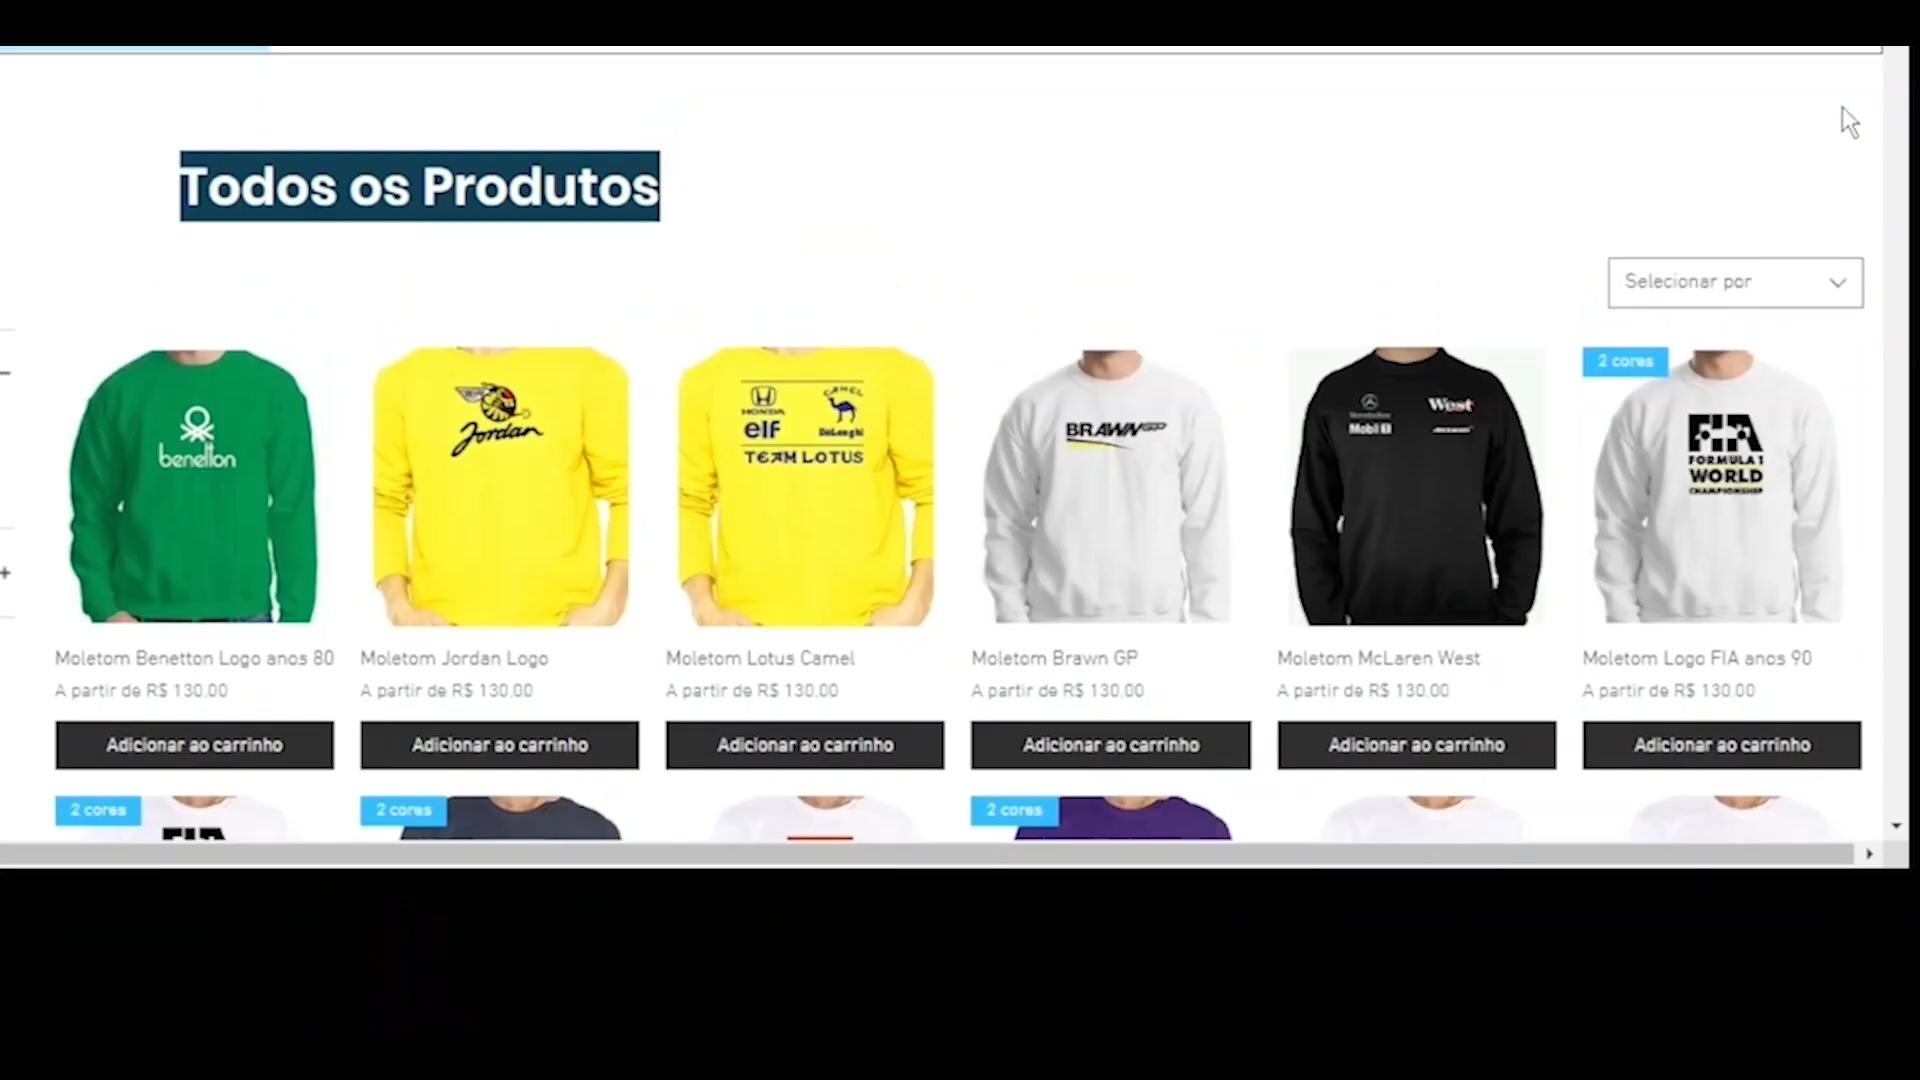 Todos os Produtos
Selecionar por
2 cores
benetton
Jordan
HONDA
CAMEL
elf
DeLonghi
TEAM LOTUS
BRAWN GP
West
Mobil 1
FIA
FORMULA 1
WORLD
CHAMPIONSHIP
Moletom Benetton Logo anos 80
A partir de R$ 130,00
Adicionar ao carrinho
Moletom Jordan Logo
A partir de R$ 130,00
Adicionar ao carrinho
Moletom Lotus Camel
A partir de R$ 130,00
Adicionar ao carrinho
Moletom Brawn GP
A partir de R$ 130,00
Adicionar ao carrinho
Moletom McLaren West
A partir de R$ 130,00
Adicionar ao carrinho
Moletom Logo FIA anos 90
A partir de R$ 130,00
Adicionar ao carrinho
2 cores
2 cores
2 cores